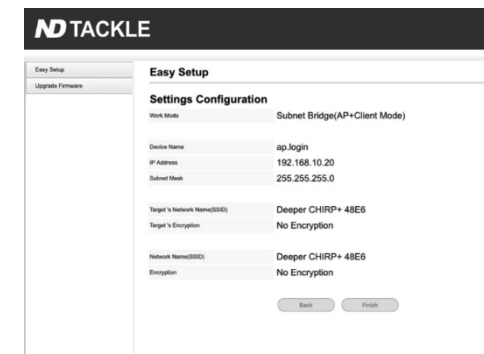 ND TACKLE
Easy Setup
Upgrade Firmware
Easy Setup
Settings Configuration
Work Mode Subnet Bridge(AP+Client Mode)
Device Name ap.login
IP Address 192.168.10.20
Subnet Mask 255.255.255.0
Target 's Network Name(SSID) Deeper CHIRP+ 48E6
Target 's Encryption No Encryption
Network Name(SSID) Deeper CHIRP+ 48E6
Encryption No Encryption
Back Finish